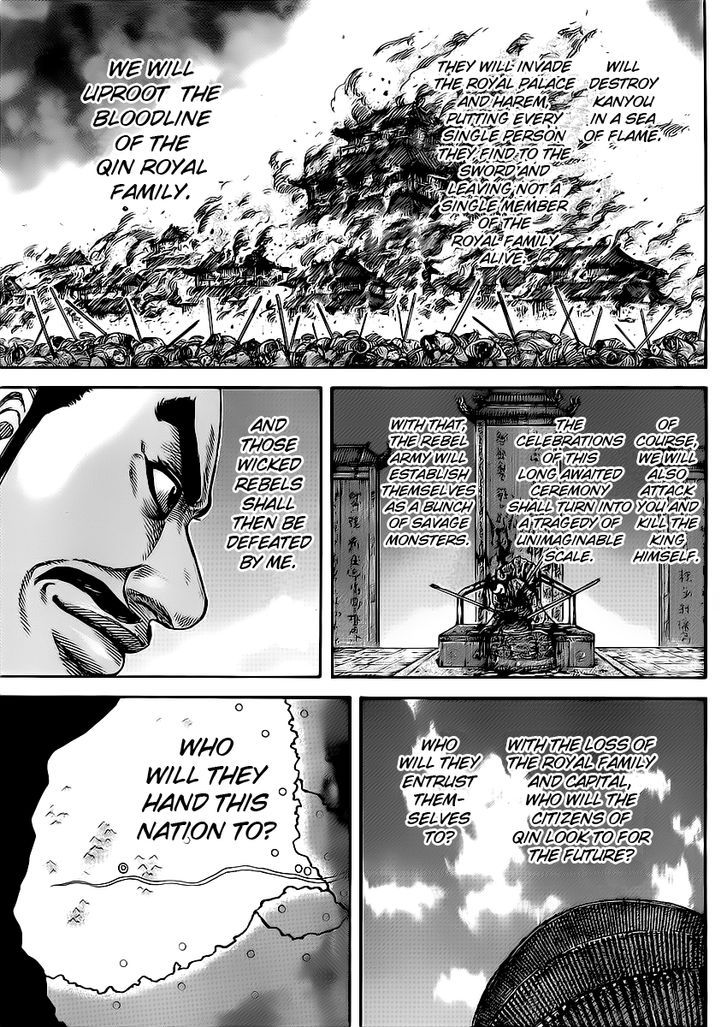 WILL
DESTROY
KANYOU
IN A SEA
OF FLAME.
THEY WILL INVADE
THE ROYAL PALACE
AND HAREM,
PUTTING EVERY
SINGLE PERSON
THEY FIND TO THE
SWORD AND
LEAVING NOT A
SINGLE MEMBER
OF THE
ROYAL FAMILY
ALIVE.
WE WILL
UPROOT THE
BLOODLINE
OF THE
QIN ROYAL
FAMILY.
OF
COURSE,
WE WILL
ALSO
ATTACK
YOU AND
KILL THE
KING
HIMSELF.
THE
CELEBRATIONS
OF THIS
LONG AWAITED
CEREMONY
SHALL TURN INTO
A TRAGEDY OF
UNIMAGINABLE
SCALE.
WITH THAT,
THE REBEL
ARMY WILL
ESTABLISH
THEMSELVES
AS A BUNCH
OF SAVAGE
MONSTERS.
AND
THOSE
WICKED
REBELS
SHALL
THEN BE
DEFEATED
BY ME.
WITH THE LOSS OF
THE ROYAL FAMILY
AND CAPITAL,
WHO WILL THE
CITIZENS OF
QIN LOOK TO FOR
THE FUTURE?
WHO
WILL THEY
ENTRUST
THEM-
SELVES
TO?
WHO
WILL THEY
HAND THIS
NATION TO?